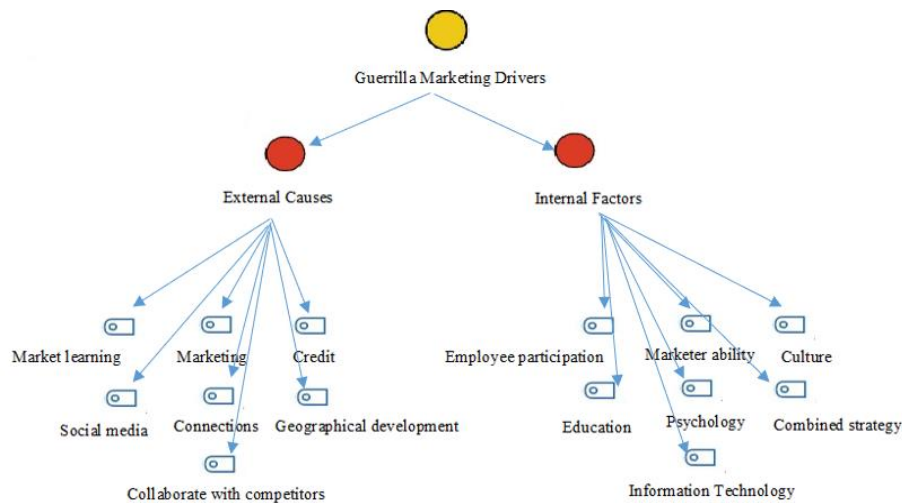 Guerrilla Marketing Drivers
External Causes
Internal Factors
Market learning
Marketing
Credit
Employee participation
Marketer ability
Culture
Social media
Connections
Geographical development
Education
Psychology
Combined strategy
Collaborate with competitors
Information Technology